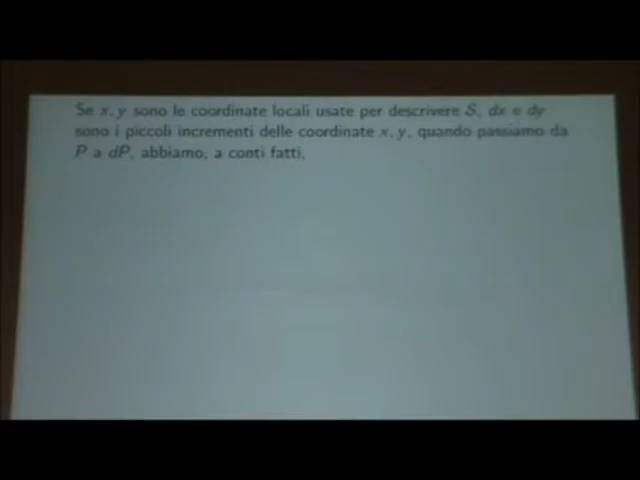 Se x, y sono le coordinate locali usate per descrivere S, dx e dy
sono i piccoli incrementi delle coordinate x, y, quando passiamo da
P a dP, abbiamo, a conti fatti,